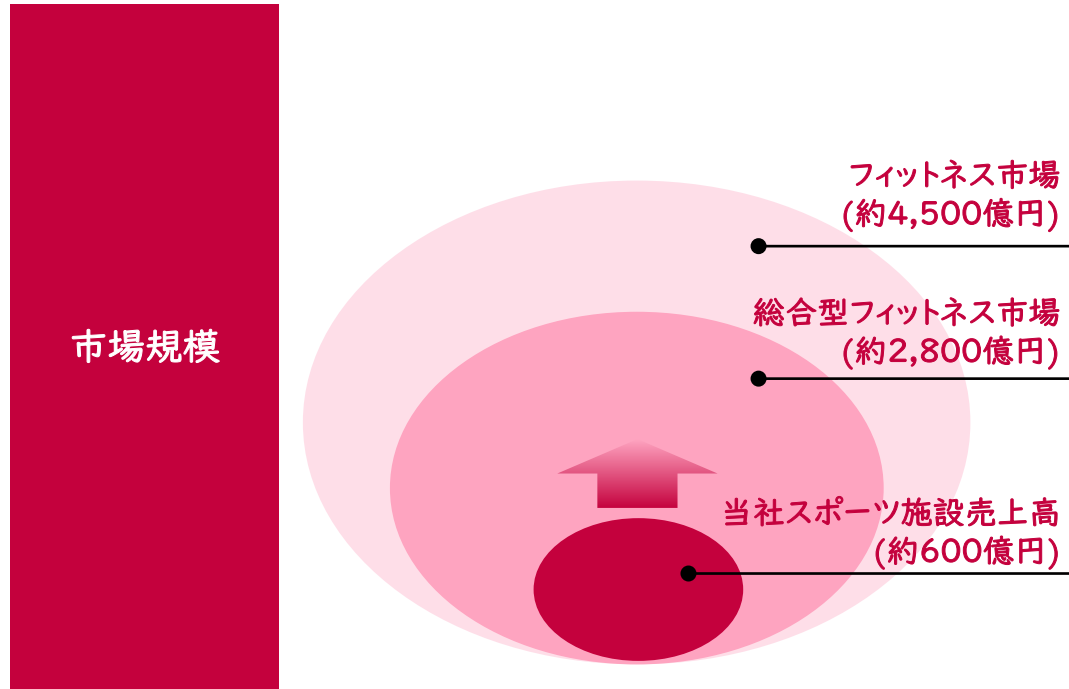 市場規模
フィットネス市場
(約4,500億円)
総合型フィットネス市場
(約2,800億円)
当社スポーツ施設売上高
(約600億円)